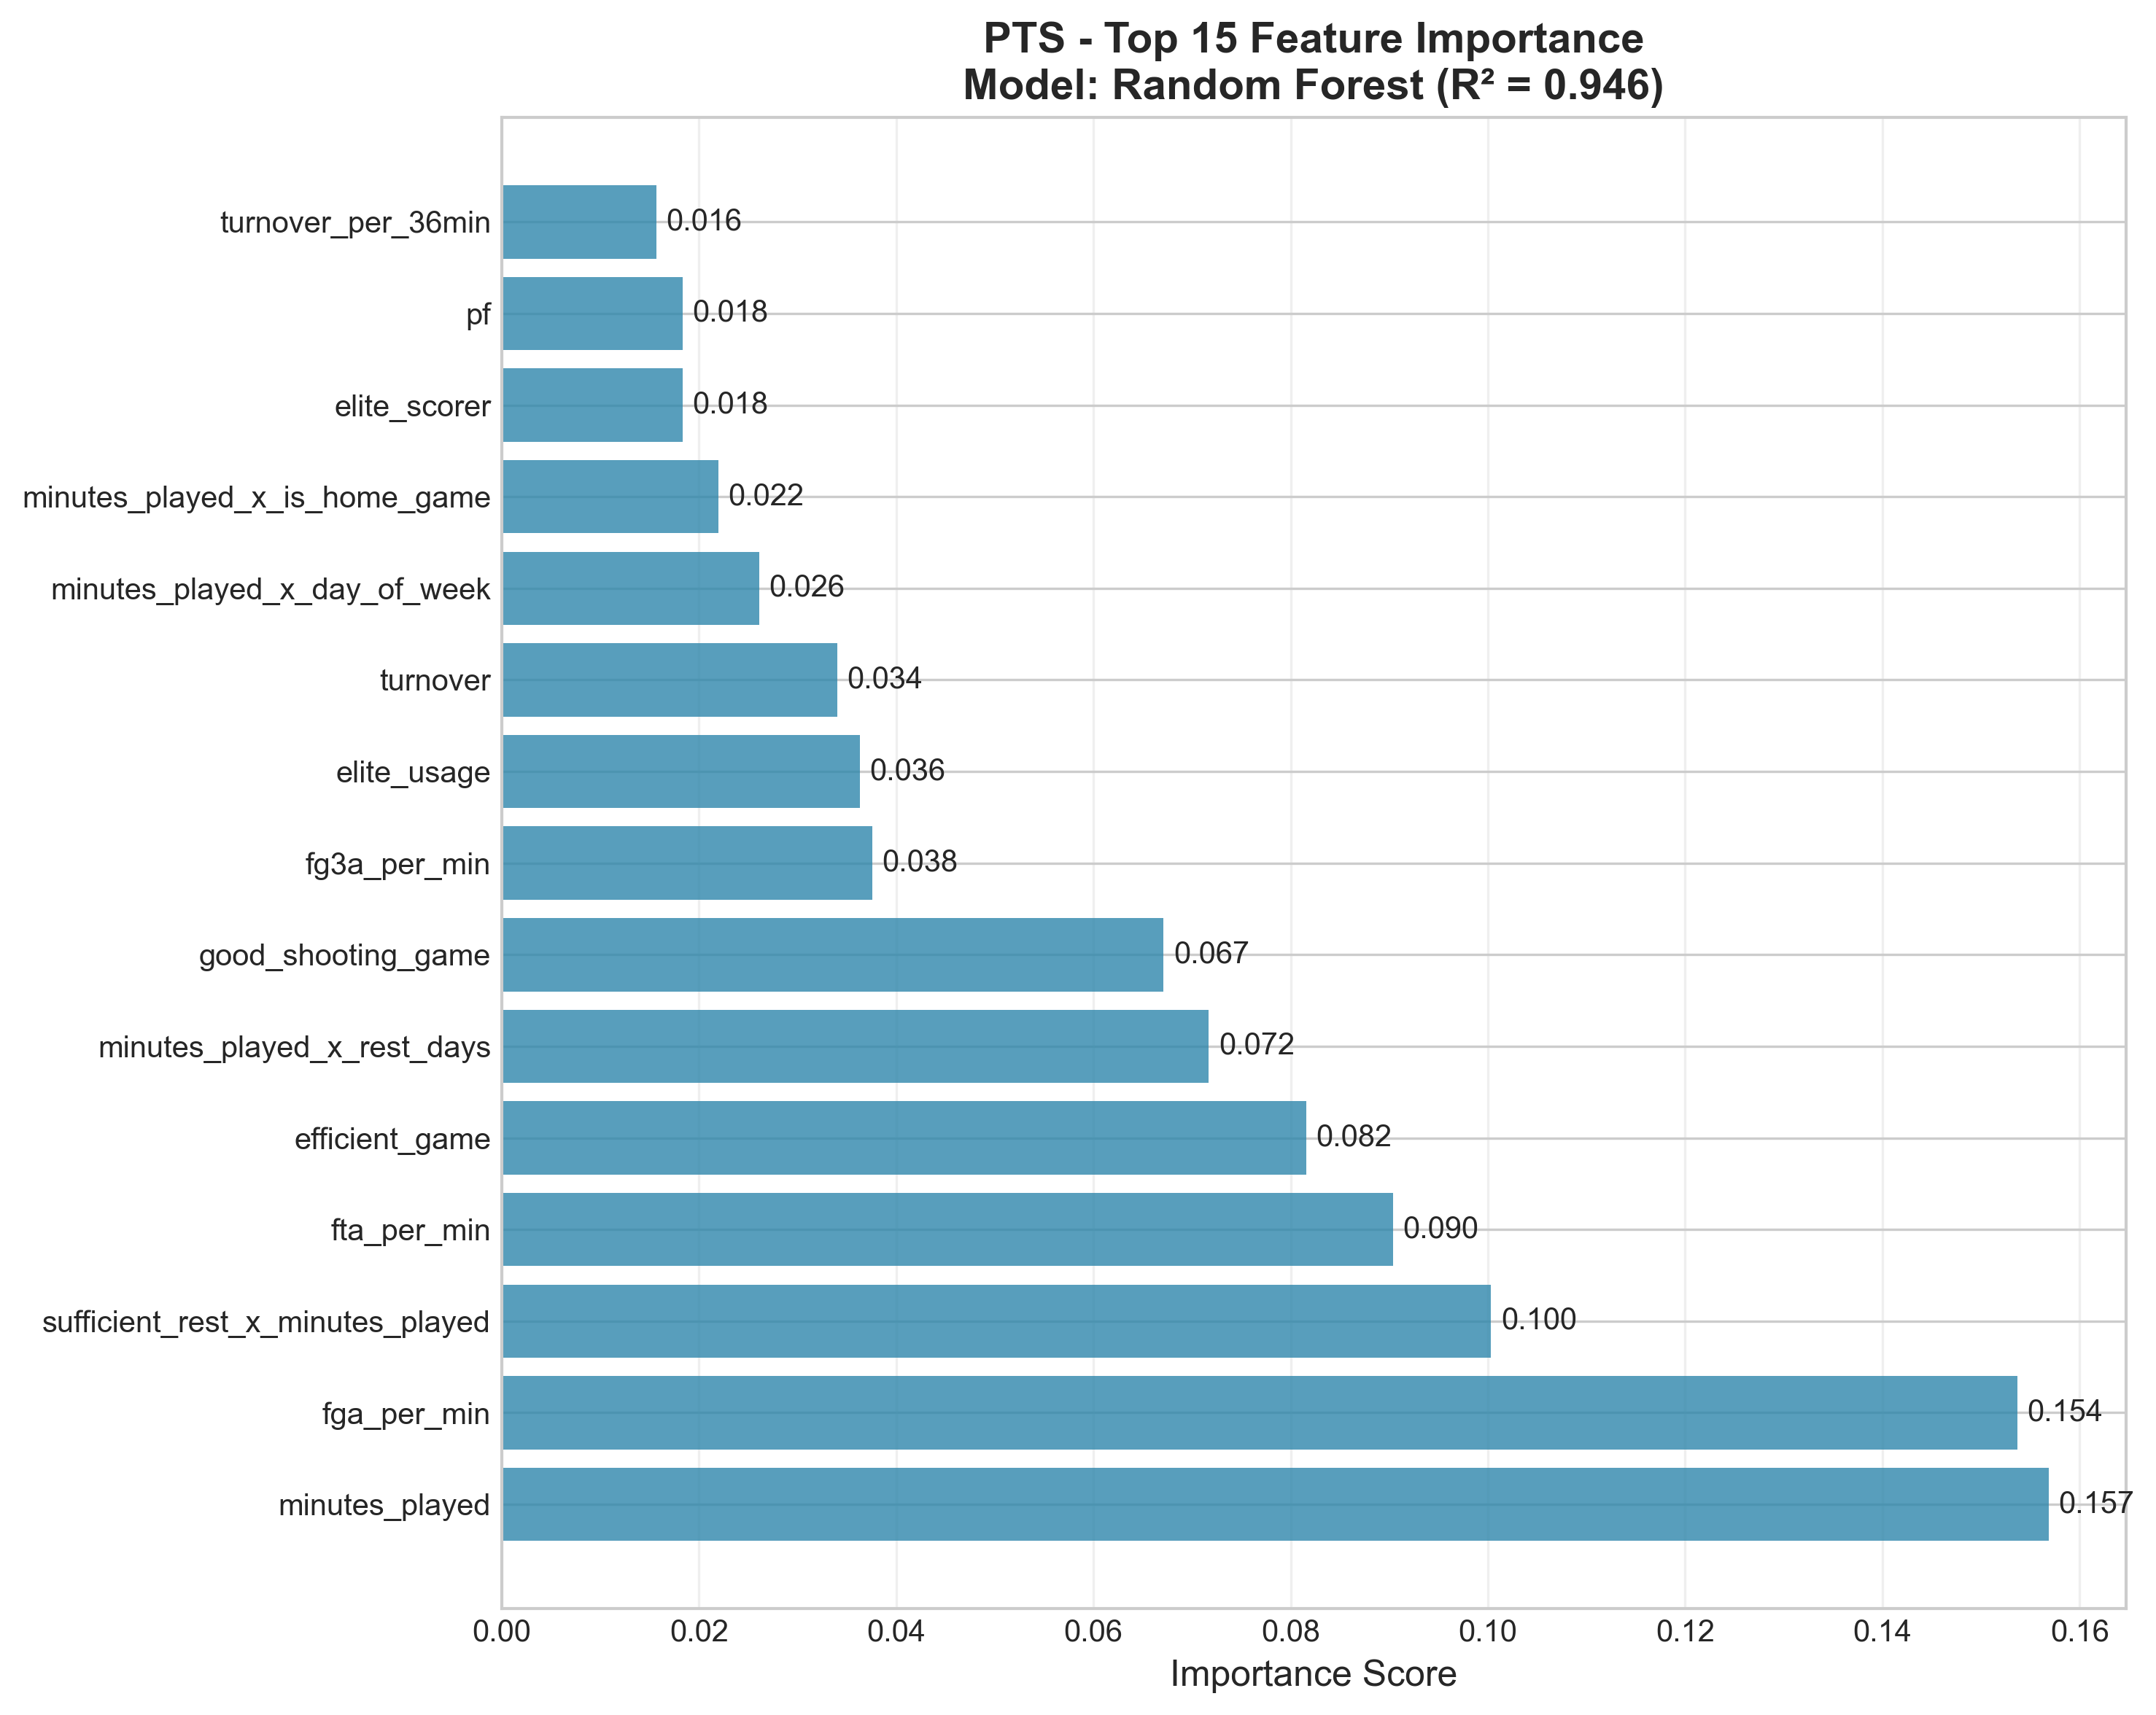 PTS - Top 15 Feature Importance
Model: Random Forest (R² = 0.946)
turnover_per_36min 0.016
pf 0.018
elite_scorer 0.018
minutes_played_x_is_home_game 0.022
minutes_played_x_day_of_week 0.026
turnover 0.034
elite_usage 0.036
fg3a_per_min 0.038
good_shooting_game 0.067
minutes_played_x_rest_days 0.072
efficient_game 0.082
fta_per_min 0.090
sufficient_rest_x_minutes_played 0.100
fga_per_min 0.154
minutes_played 0.157
0.00 0.02 0.04 0.06 0.08 0.10 0.12 0.14 0.16
Importance Score